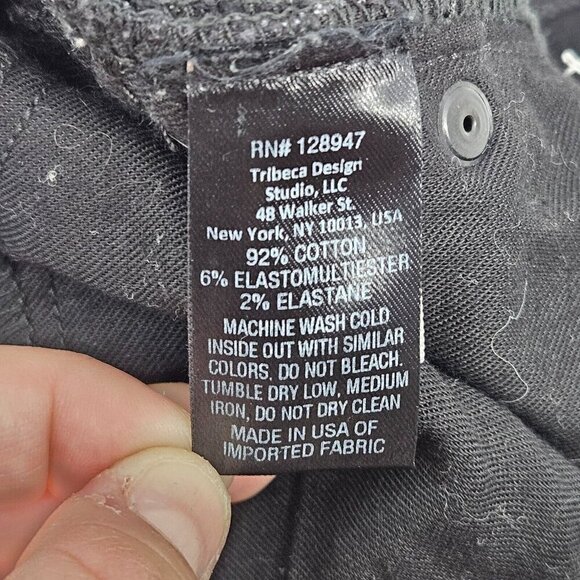 RN# 128947
Tribeca Design
Studio, LLC
48 Walker St.
New York, NY 10013, USA
92% COTTON
6% ELASTOMULTIESTER
2% ELASTANE
MACHINE WASH COLD
INSIDE OUT WITH SIMILAR
COLORS, DO NOT BLEACH.
TUMBLE DRY LOW, MEDIUM
IRON, DO NOT DRY CLEAN
MADE IN USA OF
IMPORTED FABRIC